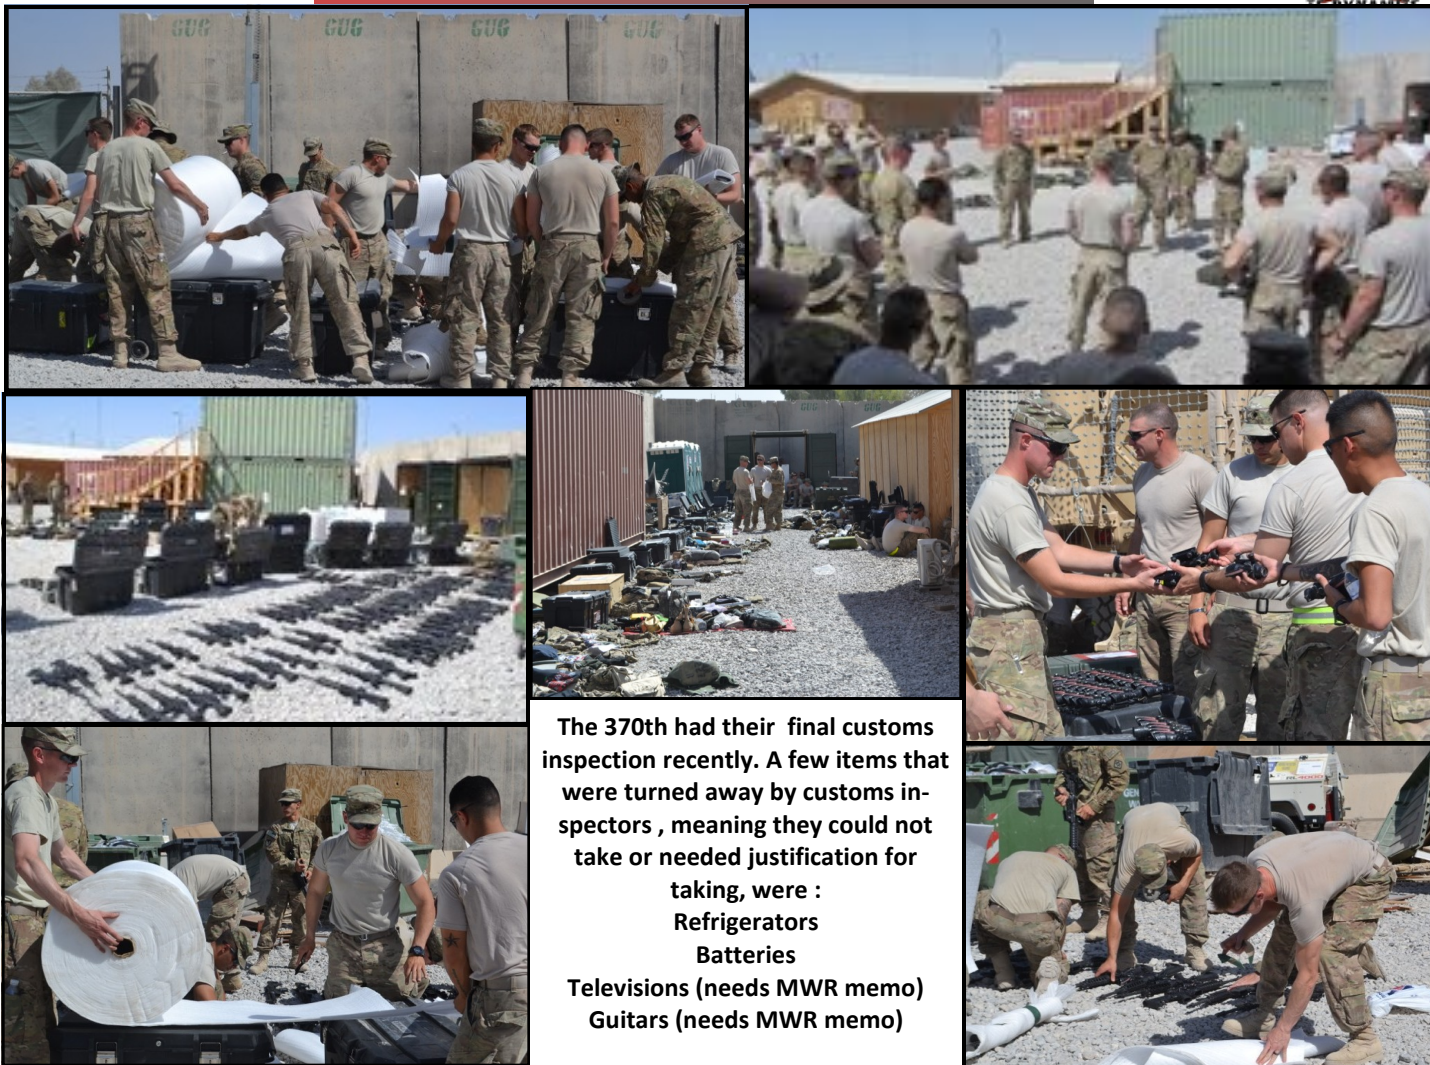 GUG GUG GUG GUG
GUG GUG
The 370th had their final customs
inspection recently. A few items that
were turned away by customs in-
spectors , meaning they could not
take or needed justification for
taking, were :
Refrigerators
Batteries
Televisions (needs MWR memo)
Guitars (needs MWR memo)